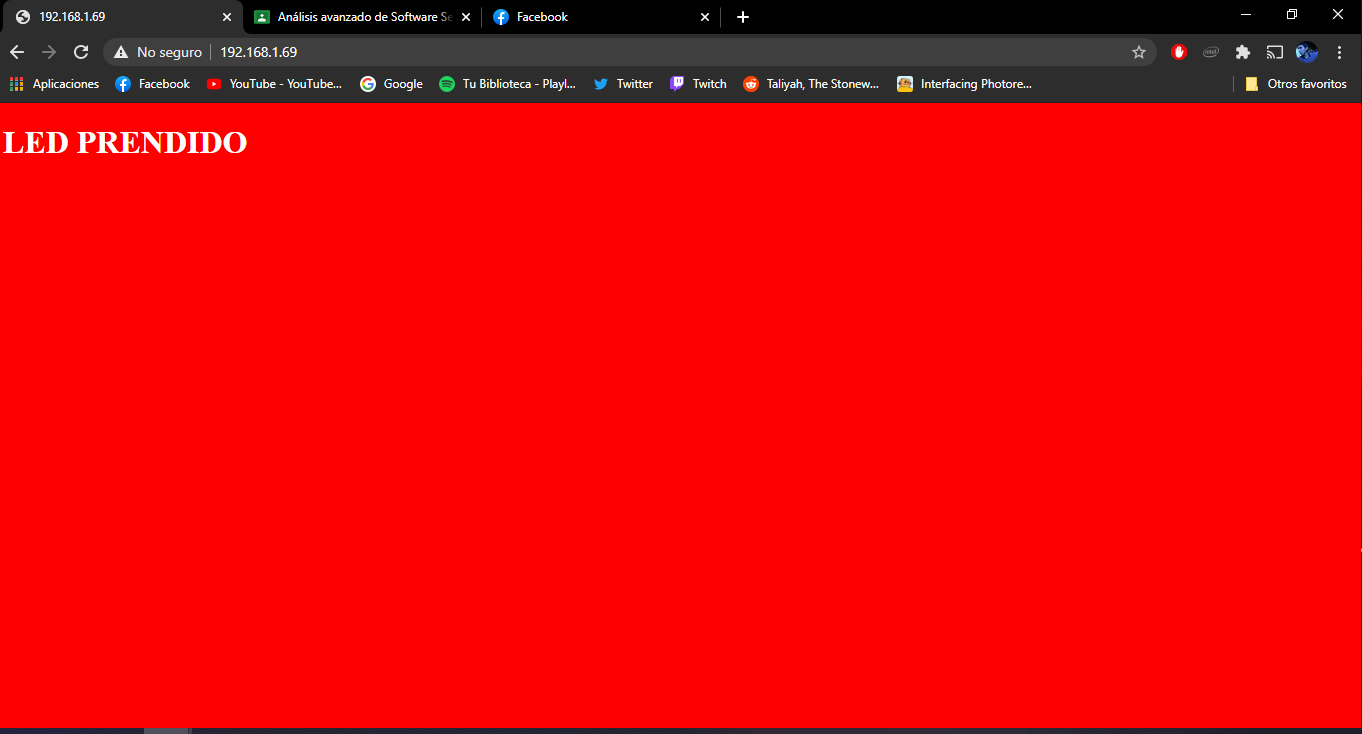 192.168.1.69
Análisis avanzado de Software Se
Facebook
No seguro
192.168.1.69
Aplicaciones
Facebook
YouTube - YouTube...
Google
Tu Biblioteca - Playl...
Twitter
Twitch
Taliyah, The Stonew...
Interfacing Photore...
Otros favoritos
LED PRENDIDO